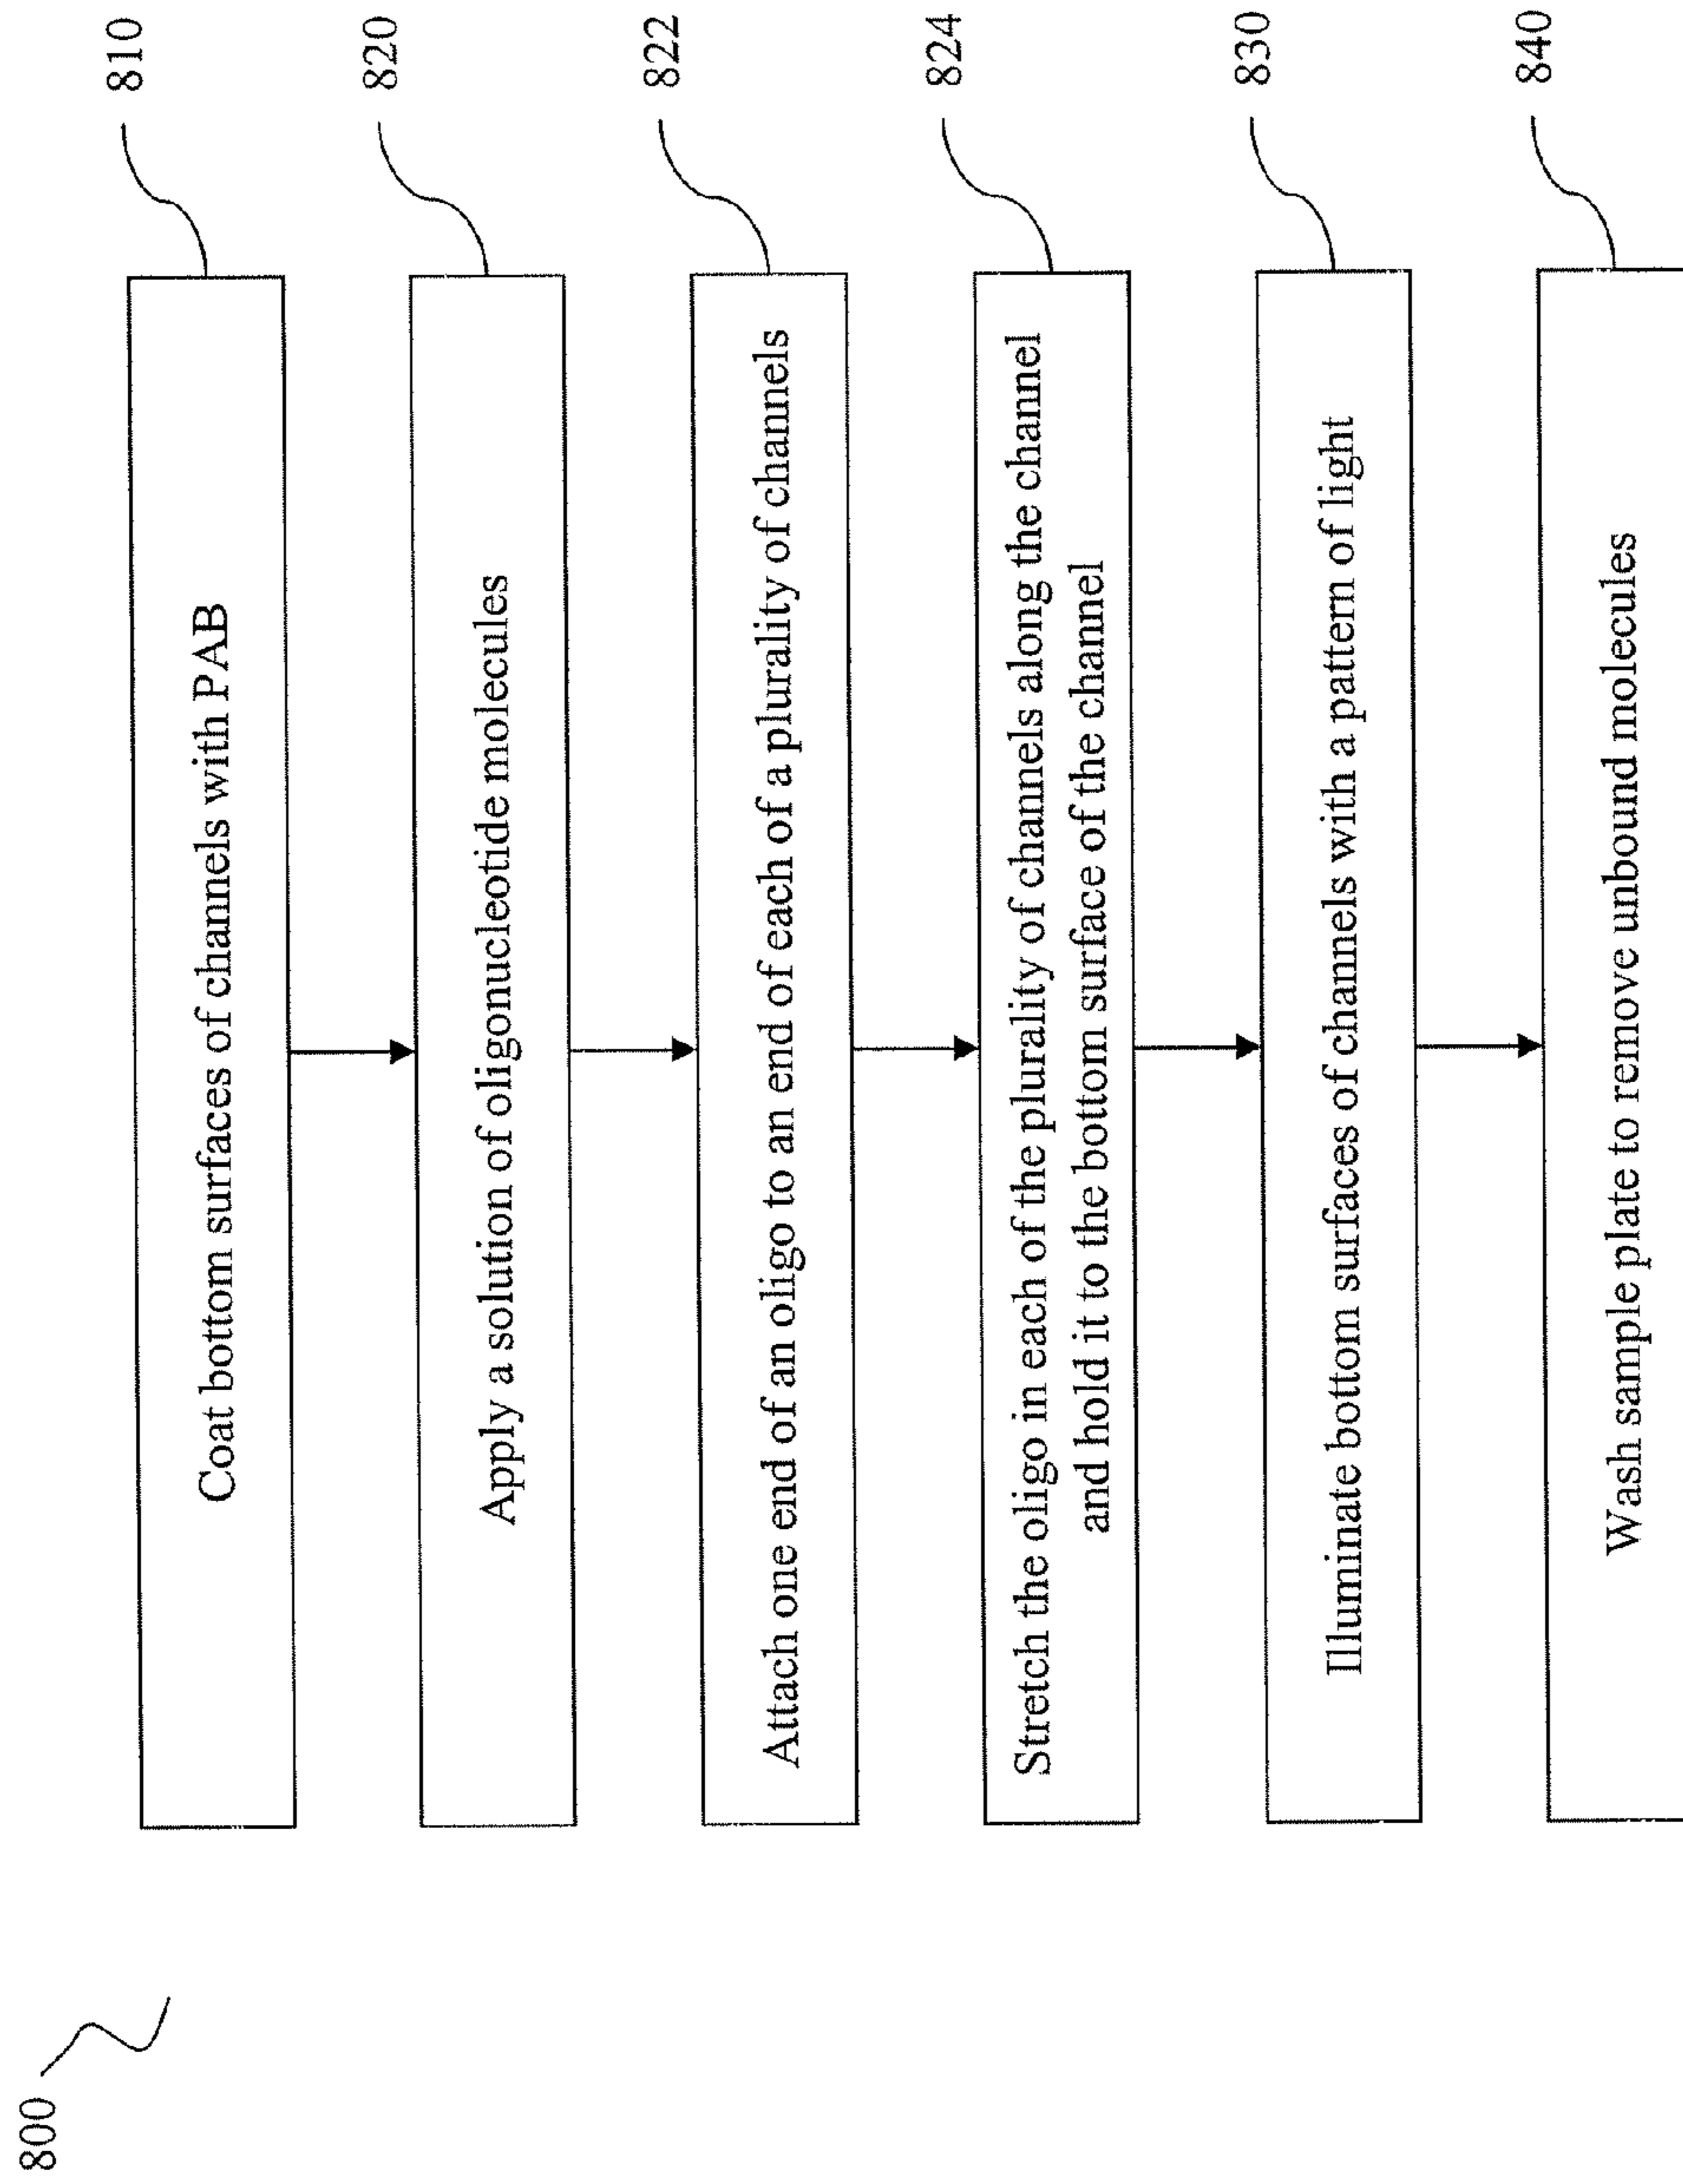 800
Coat bottom surfaces of channels with PAB
810
Apply a solution of oligonucleotide molecules
820
Attach one end of an oligo to an end of each of a plurality of channels
822
Stretch the oligo in each of the plurality of channels along the channel
and hold it to the bottom surface of the channel
824
Illuminate bottom surfaces of channels with a pattern of light
830
Wash sample plate to remove unbound molecules
840